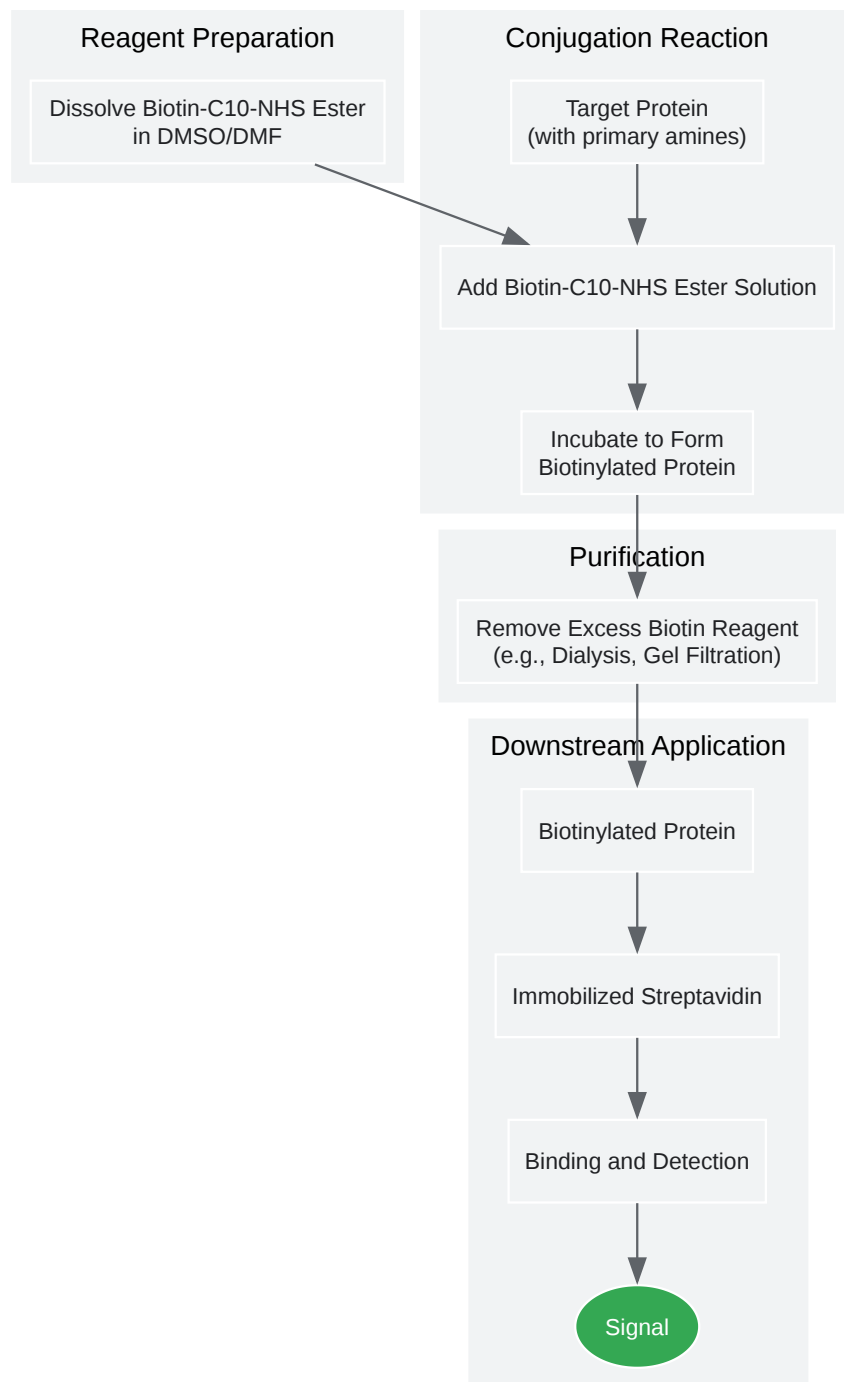 Reagent Preparation
Dissolve Biotin-C10-NHS Ester
in DMSO/DMF
Conjugation Reaction
Target Protein
(with primary amines)
Add Biotin-C10-NHS Ester Solution
Incubate to Form
Biotinylated Protein
Purification
Remove Excess Biotin Reagent
(e.g., Dialysis, Gel Filtration)
Downstream Application
Biotinylated Protein
Immobilized Streptavidin
Binding and Detection
Signal